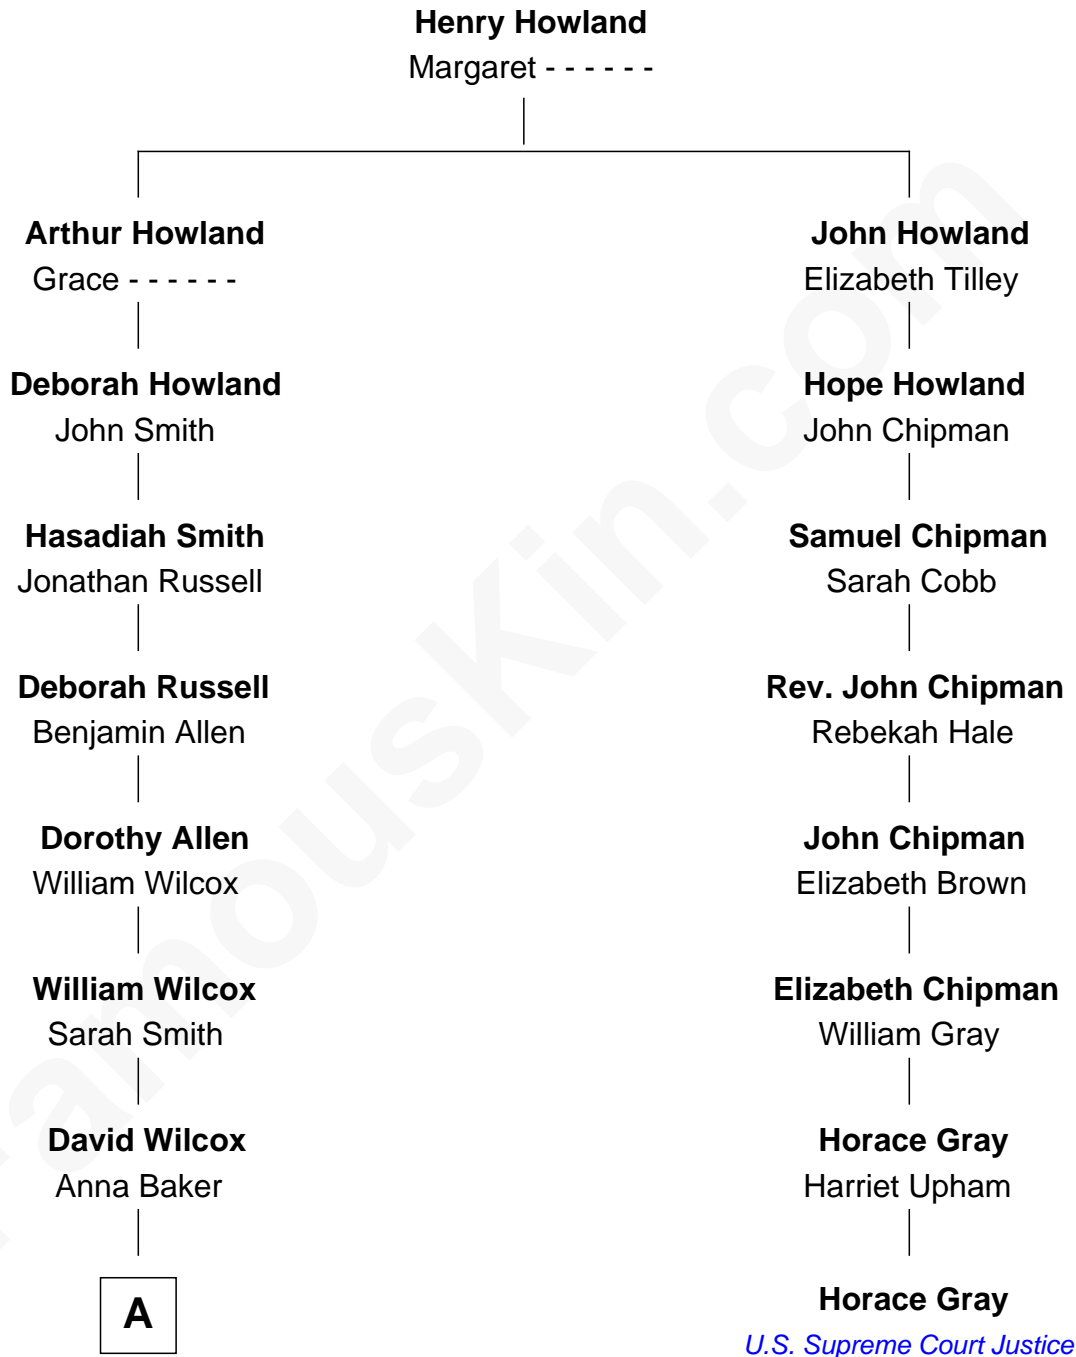 Henry Howland
Margaret - - - - - -
Arthur Howland
Grace - - - - - -
John Howland
Elizabeth Tilley
Deborah Howland
John Smith
Hope Howland
John Chipman
Hasadiah Smith
Jonathan Russell
Samuel Chipman
Sarah Cobb
Deborah Russell
Benjamin Allen
Rev. John Chipman
Rebekah Hale
Dorothy Allen
William Wilcox
John Chipman
Elizabeth Brown
William Wilcox
Sarah Smith
Elizabeth Chipman
William Gray
David Wilcox
Anna Baker
Horace Gray
Harriet Upham
A
Horace Gray
U.S. Supreme Court Justice
FamousKin.com